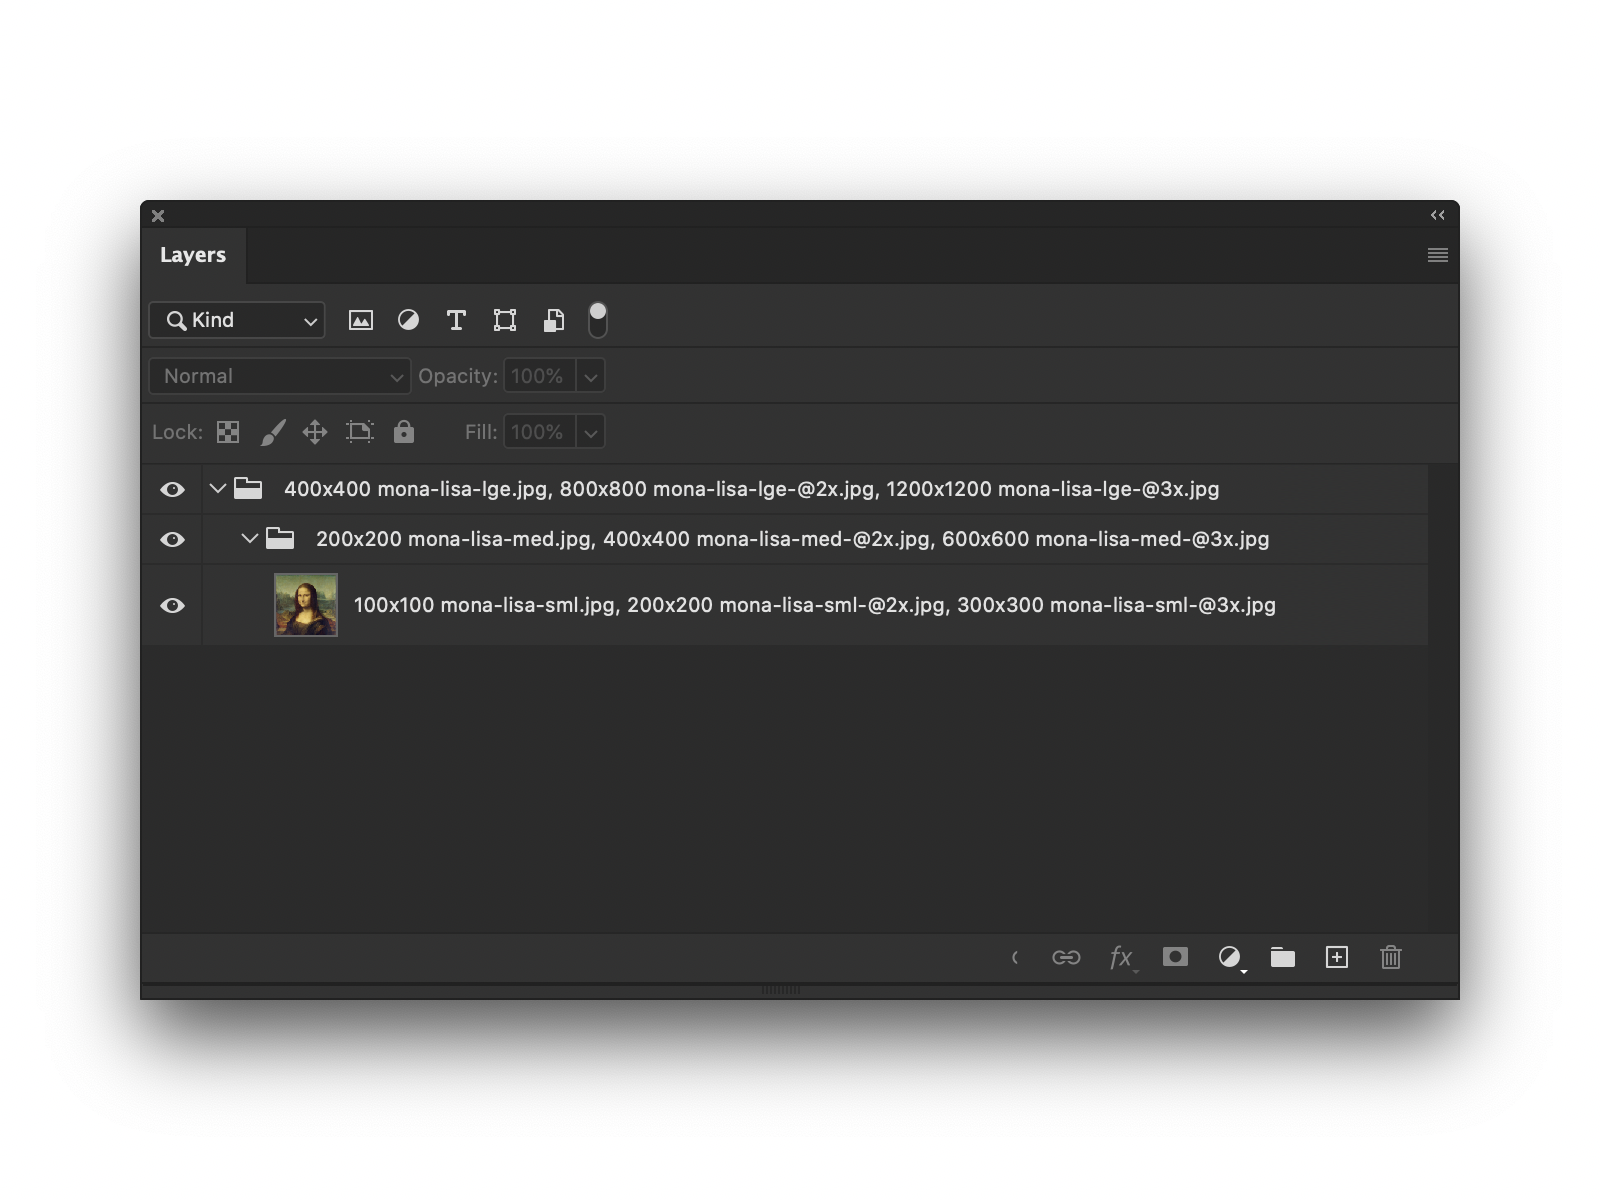 Layers
Kind
Normal Opacity: 100%
Lock: Fill: 100%
400x400 mona-lisa-lge.jpg, 800x800 mona-lisa-lge-@2x.jpg, 1200x1200 mona-lisa-lge-@3x.jpg
200x200 mona-lisa-med.jpg, 400x400 mona-lisa-med-@2x.jpg, 600x600 mona-lisa-med-@3x.jpg
100x100 mona-lisa-sml.jpg, 200x200 mona-lisa-sml-@2x.jpg, 300x300 mona-lisa-sml-@3x.jpg
fx